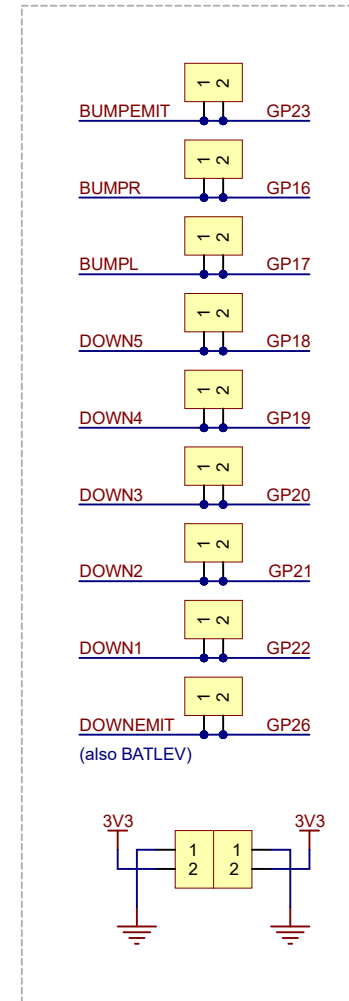 1 2
BUMPEMIT GP23
1 2
BUMPR GP16
1 2
BUMPL GP17
1 2
DOWN5 GP18
1 2
DOWN4 GP19
1 2
DOWN3 GP20
1 2
DOWN2 GP21
1 2
DOWN1 GP22
1 2
DOWNEMIT GP26
(also BATLEV)
3V3 3V3
1 1
2 2